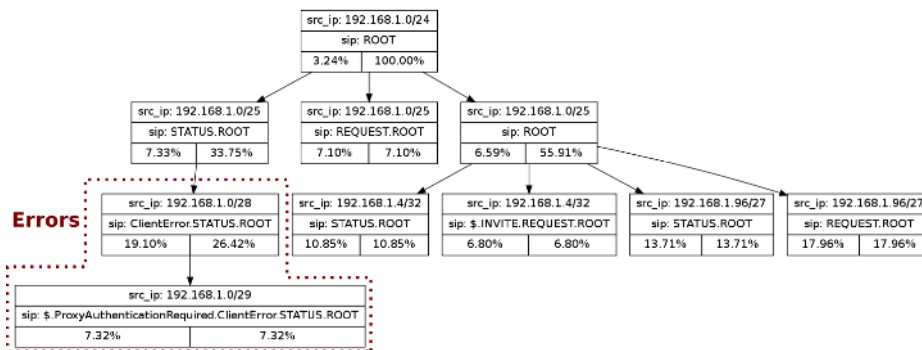 src_ip: 192.168.1.0/24
sip: ROOT
3.24% 100.00%
src_ip: 192.168.1.0/25
sip: STATUS.ROOT
7.33% 33.75%
src_ip: 192.168.1.0/25
sip: REQUEST.ROOT
7.10% 7.10%
src_ip: 192.168.1.0/25
sip: ROOT
6.59% 55.91%
Errors
src_ip: 192.168.1.0/28
sip: ClientError.STATUS.ROOT
19.10% 26.42%
src_ip: 192.168.1.4/32
sip: STATUS.ROOT
10.85% 10.85%
src_ip: 192.168.1.4/32
sip: $.INVITE.REQUEST.ROOT
6.80% 6.80%
src_ip: 192.168.1.96/27
sip: STATUS.ROOT
13.71% 13.71%
src_ip: 192.168.1.96/27
sip: REQUEST.ROOT
17.96% 17.96%
src_ip: 192.168.1.0/29
sip: $.ProxyAuthenticationRequired.ClientError.STATUS.ROOT
7.32% 7.32%